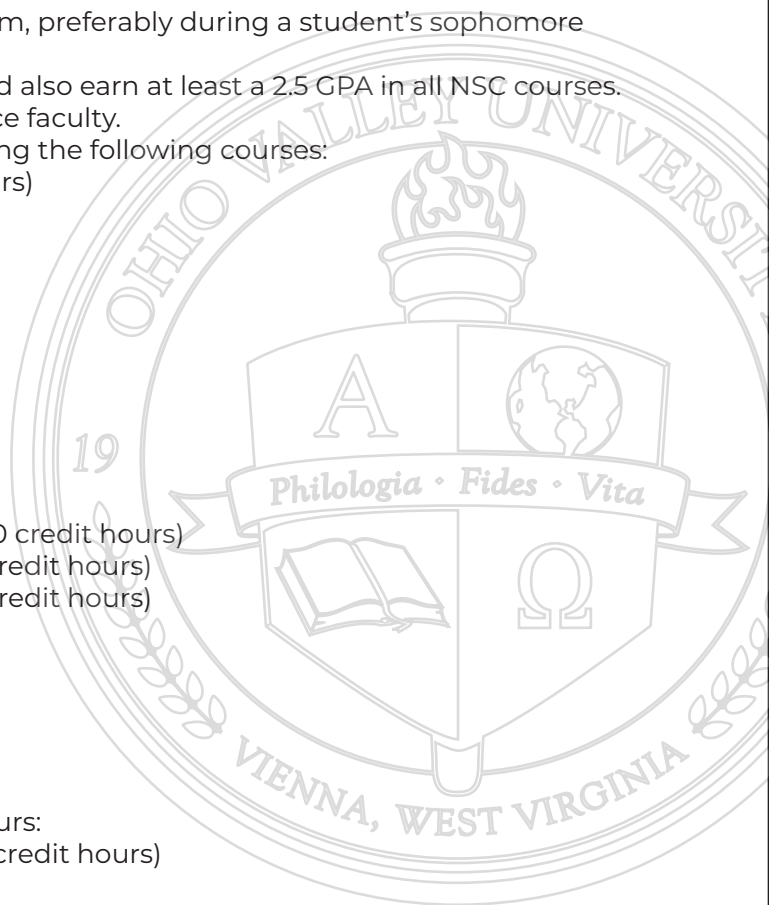 m, preferably during a student’s sophomore
d also earn at least a 2.5 GPA in all NSC courses.
ce faculty.
ng the following courses:
rs)
OHIO VALLEY UNIVERSIT
19
A
Philologia • Fides • Vita
0 credit hours)
redit hours)
redit hours)
Ω
VIENNA, WEST VIRGINIA
urs:
credit hours)